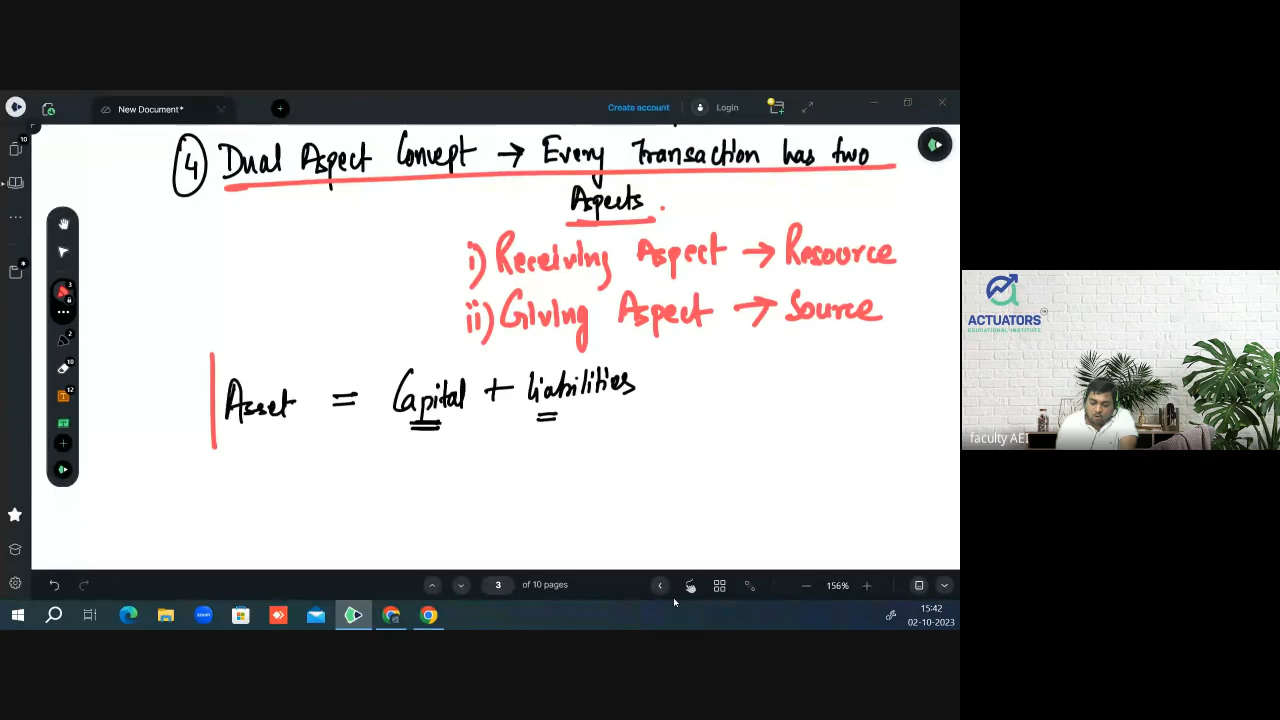 New Document*
Create account
Login
④ Dual Aspect Concept → Every Transaction has two
Aspects.
i) Receiving Aspect → Resource
ii) Giving Aspect → Source
Asset = Capital + Liabilities
ACTUATORS
EDUCATIONAL INSTITUTE
faculty AEI
3 of 10 pages
156%
15:42
02-10-2023